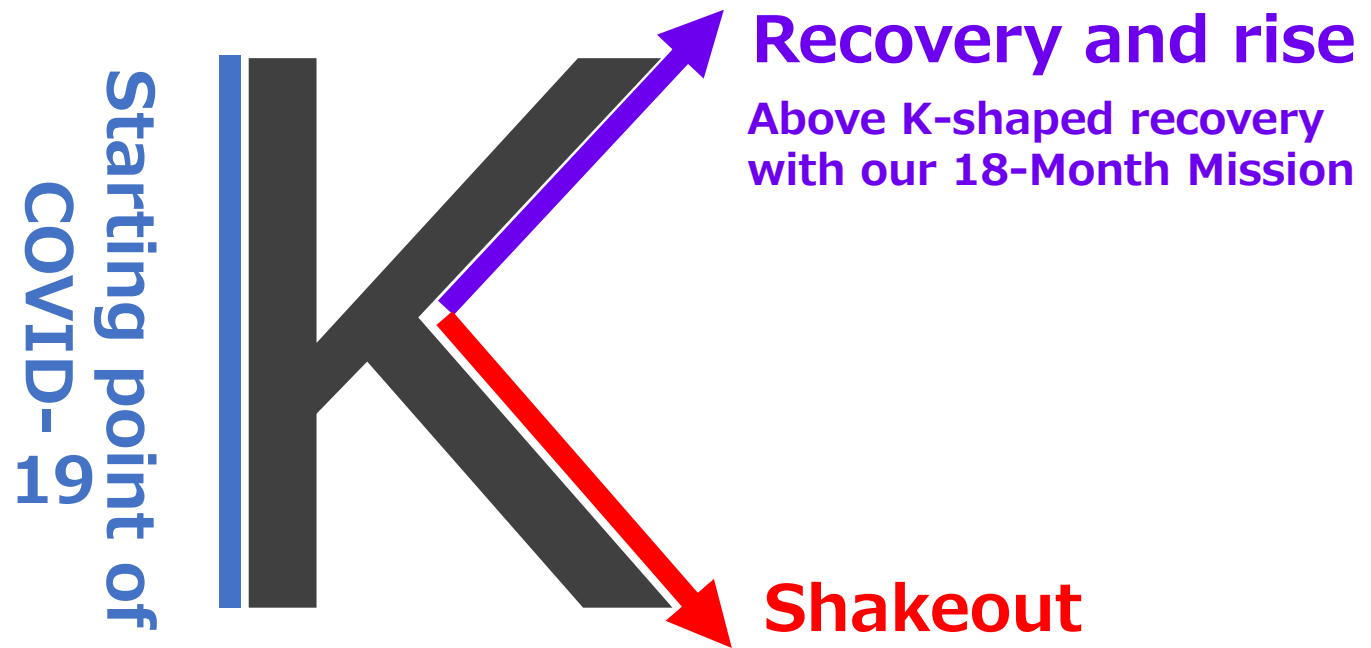 Starting point of
COVID-
19
K
Recovery and rise
Above K-shaped recovery
with our 18-Month Mission
Shakeout